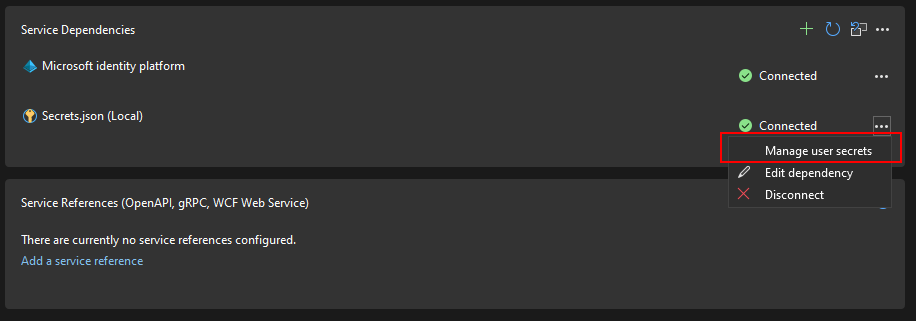 Service Dependencies
Microsoft identity platform
Connected
Secrets.json (Local)
Connected
Manage user secrets
Edit dependency
Disconnect
Service References (OpenAPI, gRPC, WCF Web Service)
There are currently no service references configured.
Add a service reference